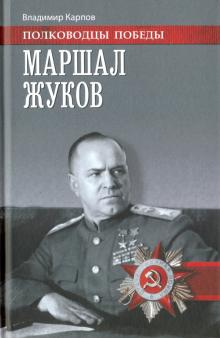 Владимир Карпов
ПОЛКОВОДЦЫ ПОБЕДЫ
МАРШАЛ
ЖУКОВ